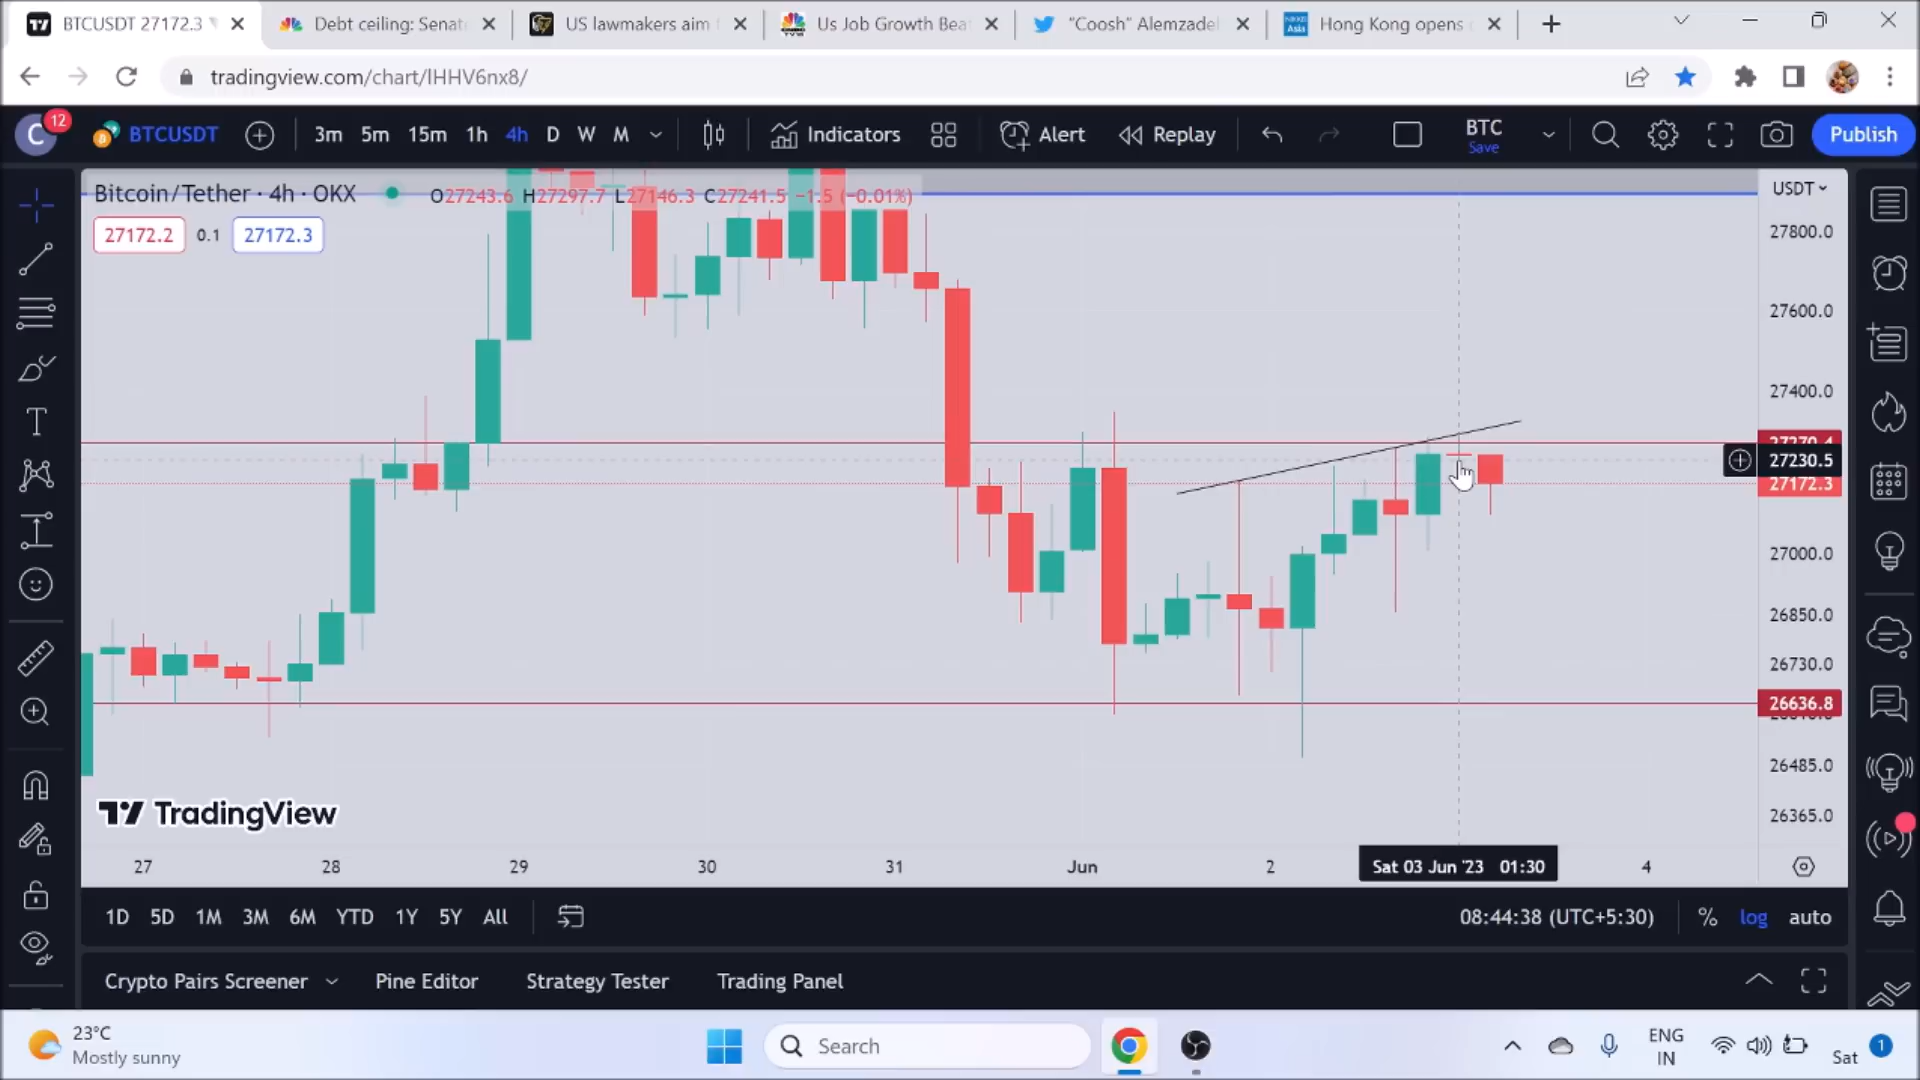 BTCUSDT 27172.3
Debt ceiling: Senat
US lawmakers aim
Us Job Growth Bea
"Coosh" Alemzadel
Hong Kong opens
tradingview.com/chart/lHHV6nx8/
C
12
BTCUSDT
3m 5m 15m 1h 4h D W M
Indicators
Alert
Replay
BTC
Save
Publish
Bitcoin/Tether · 4h · OKX
O27243.6 H27297.7 L27146.3 C27241.5 −1.5 (−0.01%)
27172.2 0.1 27172.3
USDT
27800.0
27600.0
27400.0
27270.4
27230.5
27172.3
27000.0
26850.0
26730.0
26636.8
26485.0
26365.0
TradingView
27 28 29 30 31 Jun 2 Sat 03 Jun '23 01:30 4
1D 5D 1M 3M 6M YTD 1Y 5Y All
08:44:38 (UTC+5:30) % log auto
Crypto Pairs Screener Pine Editor Strategy Tester Trading Panel
23°C
Mostly sunny
Search
ENG
IN
Sat
1